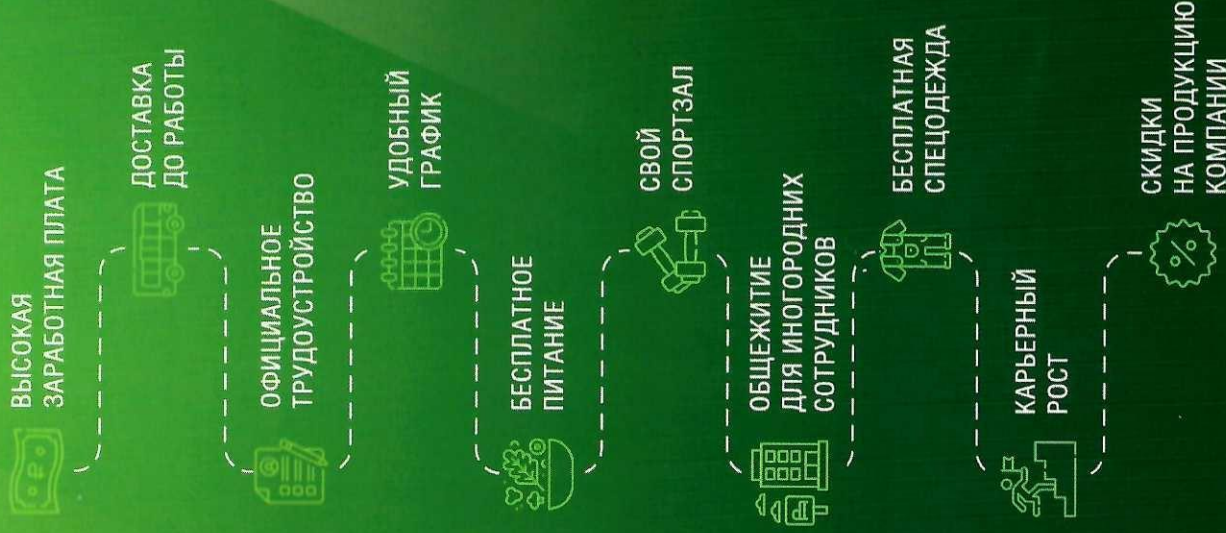 ВЫСОКАЯ
ЗАРАБОТНАЯ ПЛАТА
ДОСТАВКА
ДО РАБОТЫ
ОФИЦИАЛЬНОЕ
ТРУДОУСТРОЙСТВО
УДОБНЫЙ
ГРАФИК
БЕСПЛАТНОЕ
ПИТАНИЕ
СВОЙ
СПОРТЗАЛ
ОБЩЕЖИТИЕ
ДЛЯ ИНОГОРОДНИХ
СОТРУДНИКОВ
БЕСПЛАТНАЯ
СПЕЦОДЕЖДА
КАРЬЕРНЫЙ
РОСТ
СКИДКИ
НА ПРОДУКЦИЮ
КОМПАНИИ